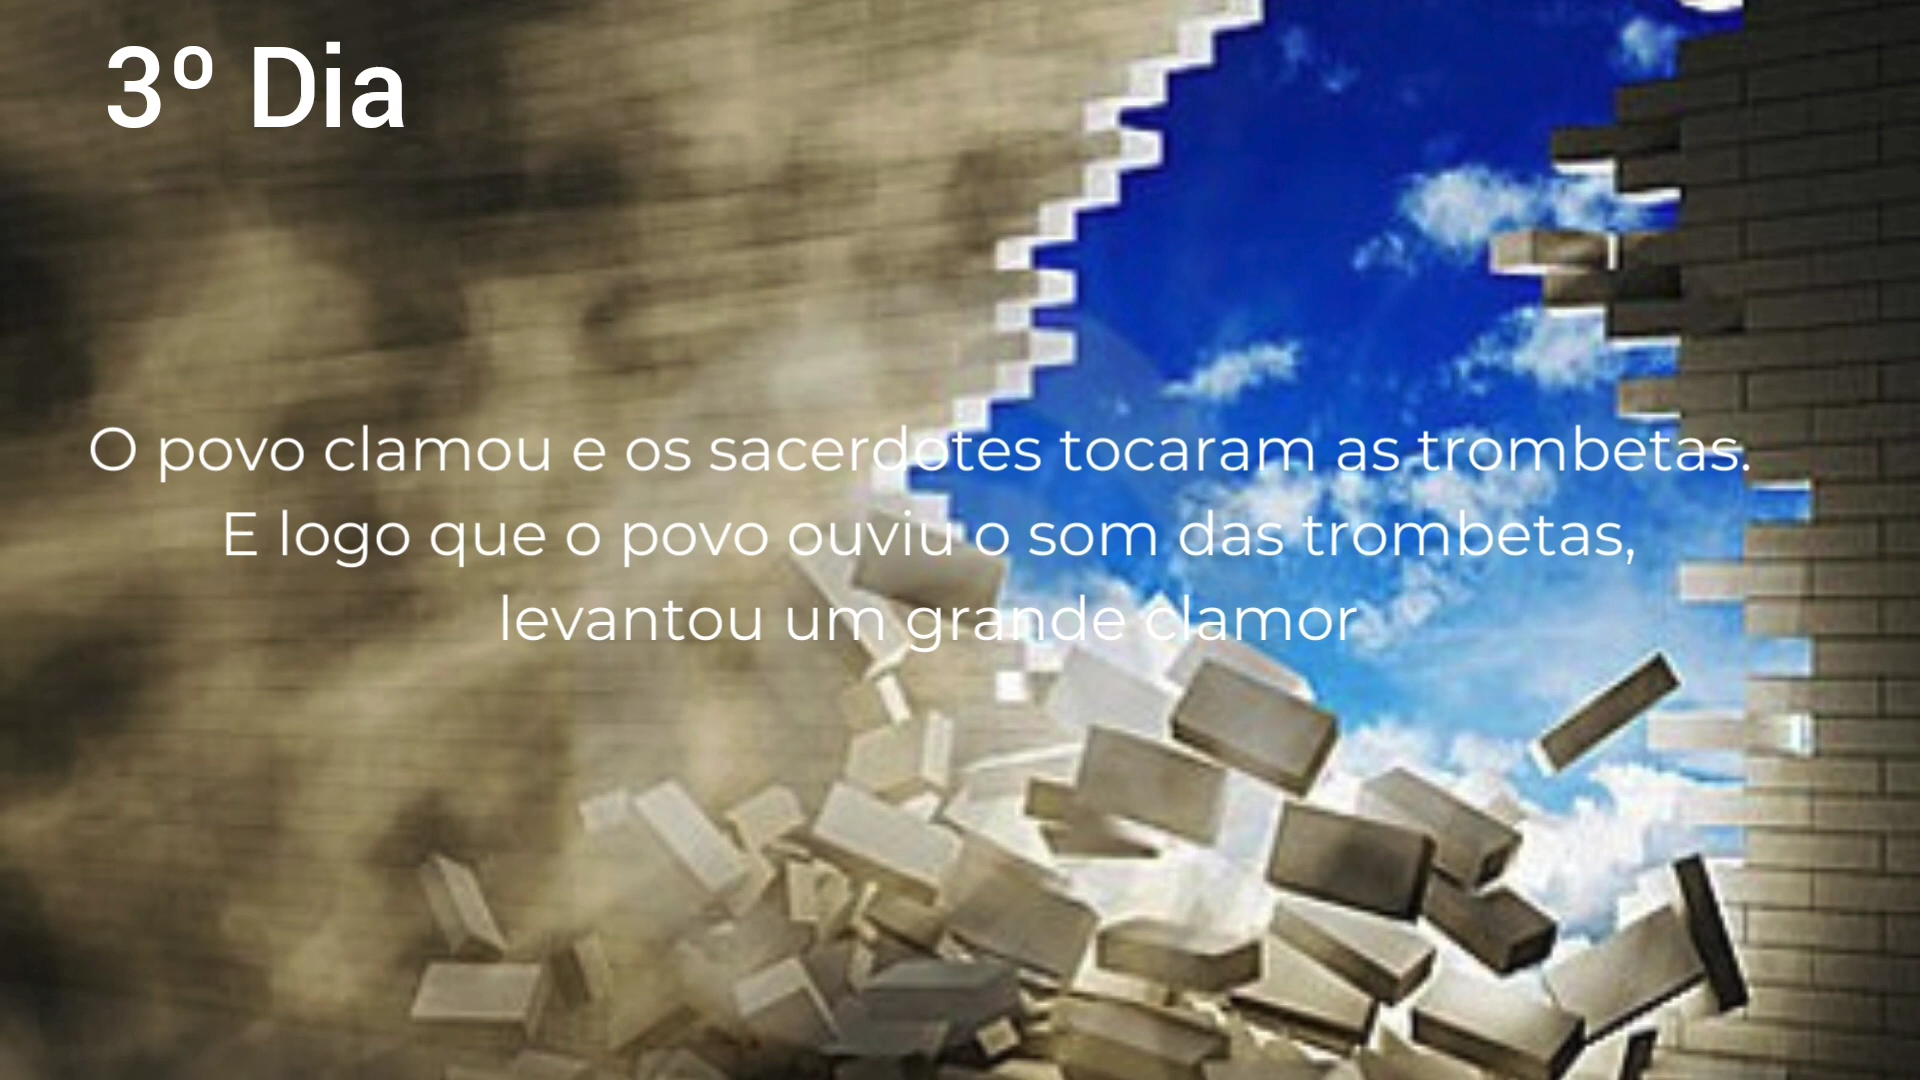 3º Dia
O povo clamou e os sacerdotes tocaram as trombetas.
E logo que o povo ouviu o som das trombetas,
levantou um grande clamor